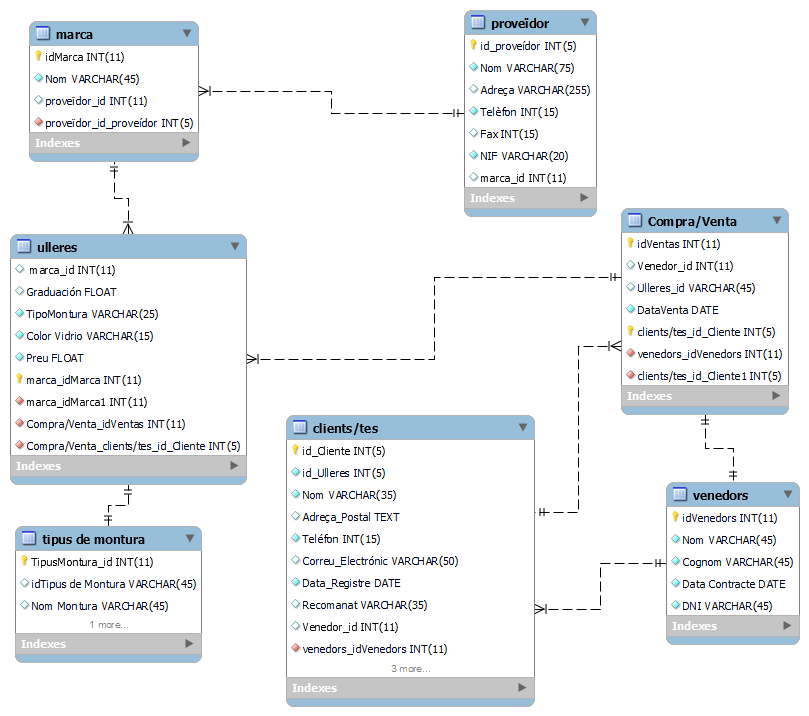 marca
idMarca INT(11)
Nom VARCHAR(45)
proveïdor_id INT(11)
proveïdor_id_proveídor INT(5)
Indexes
proveïdor
id_proveídor INT(5)
Nom VARCHAR(75)
Adreça VARCHAR(255)
Telèfon INT(15)
Fax INT(15)
NIF VARCHAR(20)
marca_id INT(11)
Indexes
ulleres
marca_id INT(11)
Graduación FLOAT
TipoMontura VARCHAR(25)
Color Vidrio VARCHAR(15)
Preu FLOAT
marca_idMarca INT(11)
marca_idMarca1 INT(11)
Compra/Venta_idVentas INT(11)
Compra/Venta_clients/tes_id_Cliente INT(5)
Indexes
Compra/Venta
idVentas INT(11)
Venedor_id INT(11)
Ulleres_id VARCHAR(45)
DataVenta DATE
clients/tes_id_Cliente INT(5)
venedors_idVenedors INT(11)
clients/tes_id_Cliente1 INT(5)
Indexes
clients/tes
id_Cliente INT(5)
id_Ulleres INT(5)
Nom VARCHAR(35)
Adreça_Postal TEXT
Teléfon INT(15)
Correu_Electrónic VARCHAR(50)
Data_Registre DATE
Recomanat VARCHAR(35)
Venedor_id INT(11)
venedors_idVenedors INT(11)
3 more...
Indexes
tipus de montura
TipusMontura_id INT(11)
idTipus de Montura VARCHAR(45)
Nom Montura VARCHAR(45)
1 more...
Indexes
venedors
idVenedors INT(11)
Nom VARCHAR(45)
Cognom VARCHAR(45)
Data Contracte DATE
DNI VARCHAR(45)
Indexes